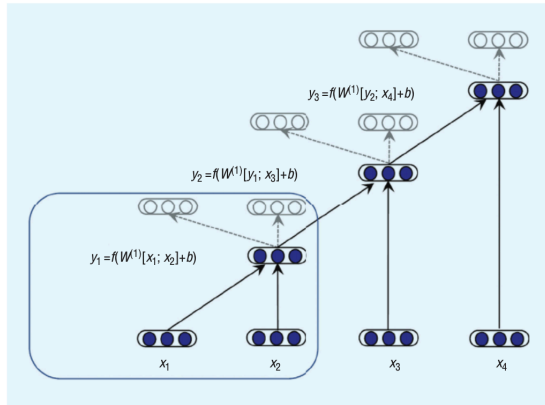 y₃=f(W⁽¹⁾[y₂; x₄]+b)
y₂=f(W⁽¹⁾[y₁; x₃]+b)
y₁=f(W⁽¹⁾[x₁; x₂]+b)
x₁ x₂ x₃ x₄